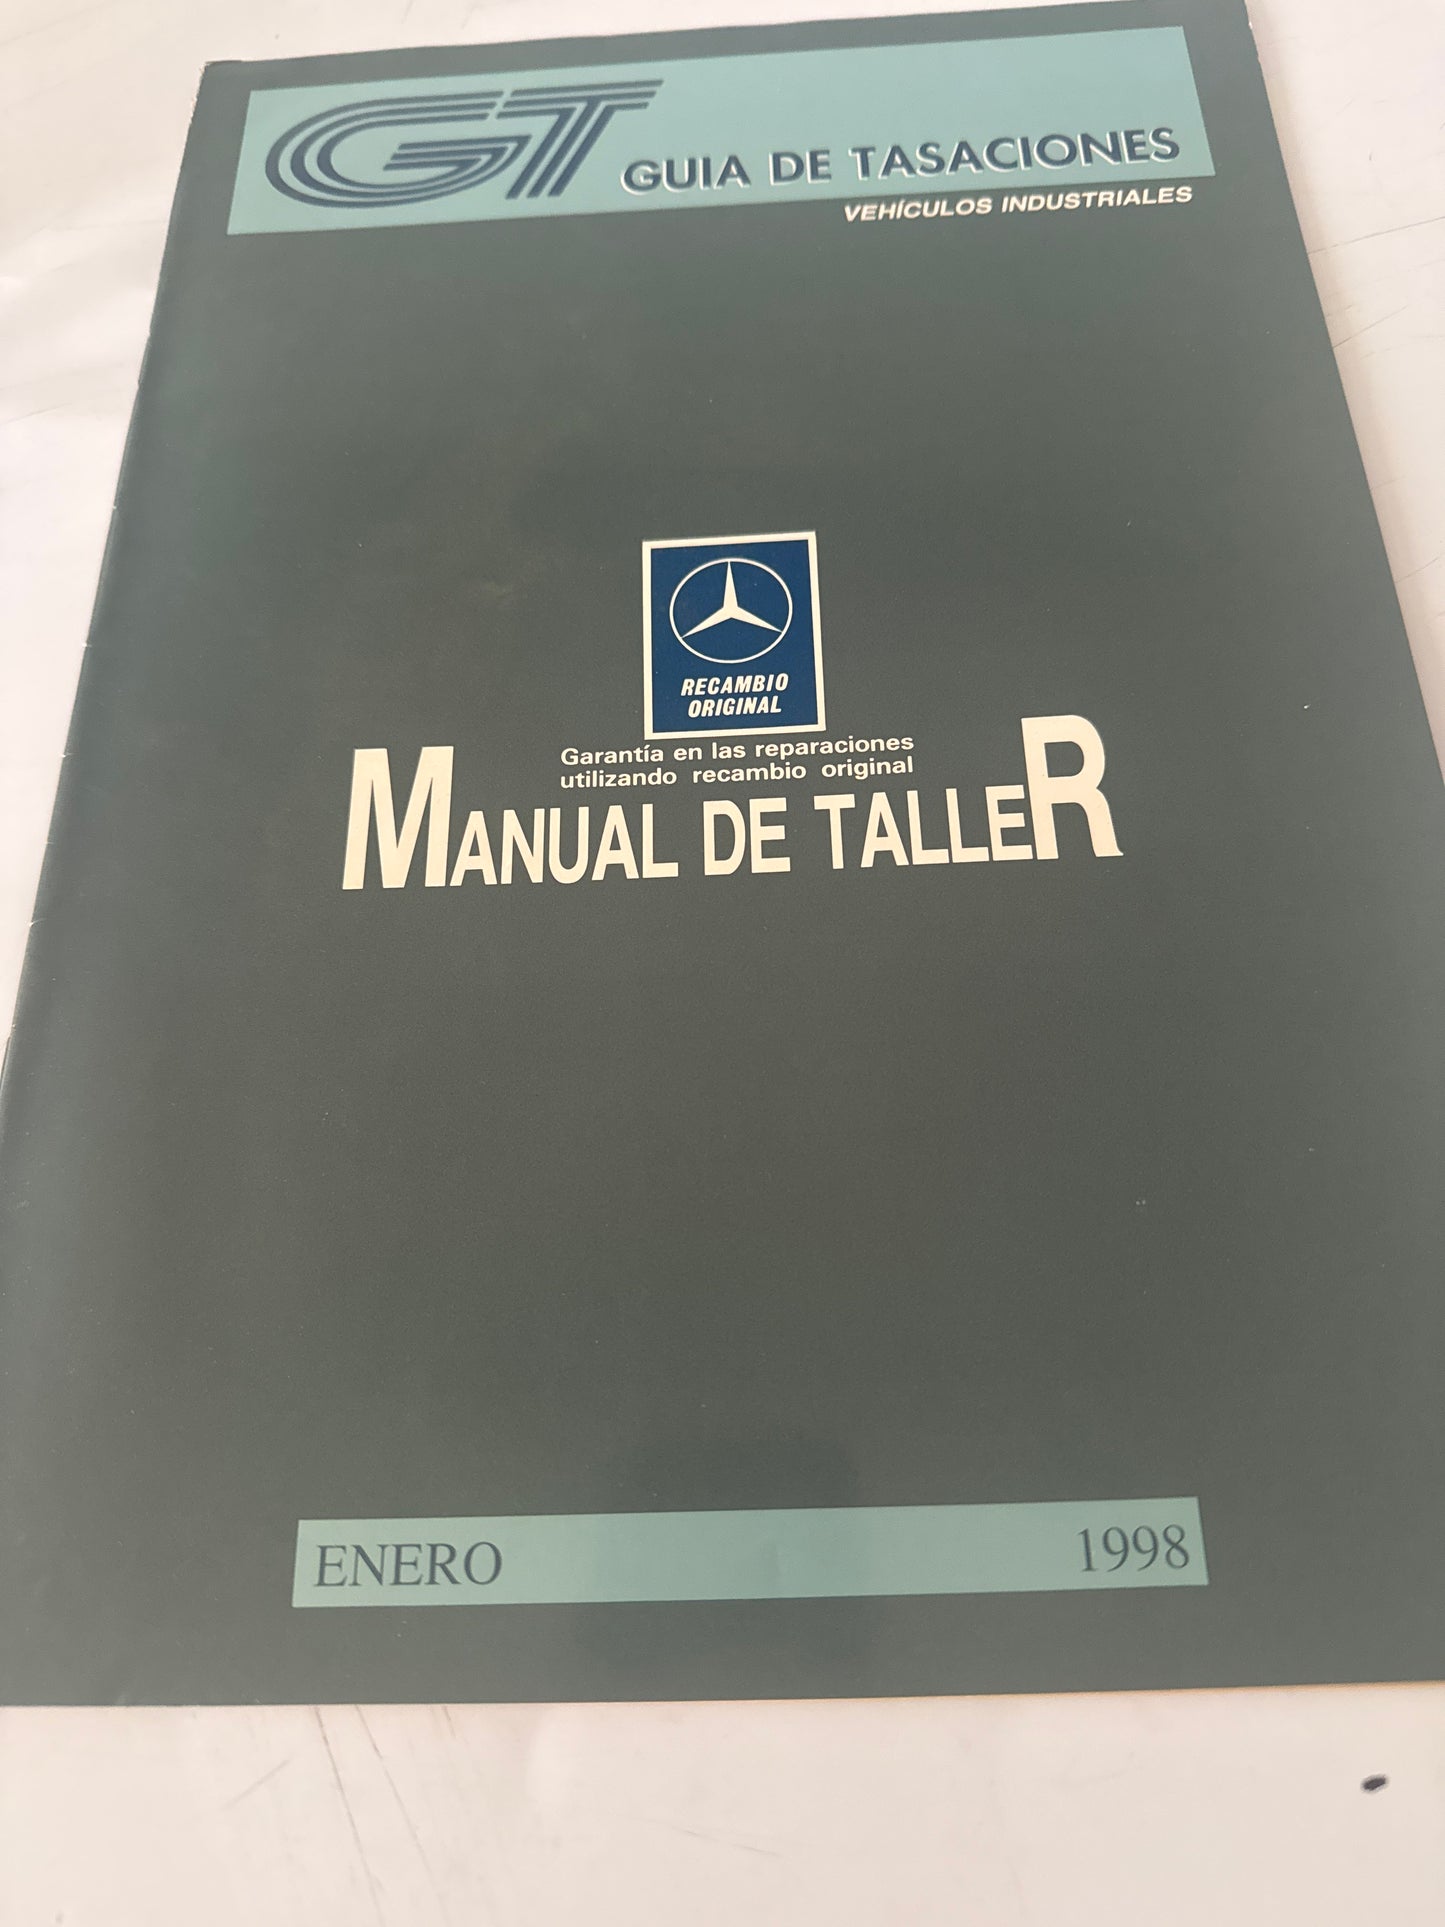 GT GUIA DE TASACIONES
VEHÍCULOS INDUSTRIALES
RECAMBIO
ORIGINAL
Garantía en las reparaciones
utilizando recambio original
MANUAL DE TALLER
ENERO 1998